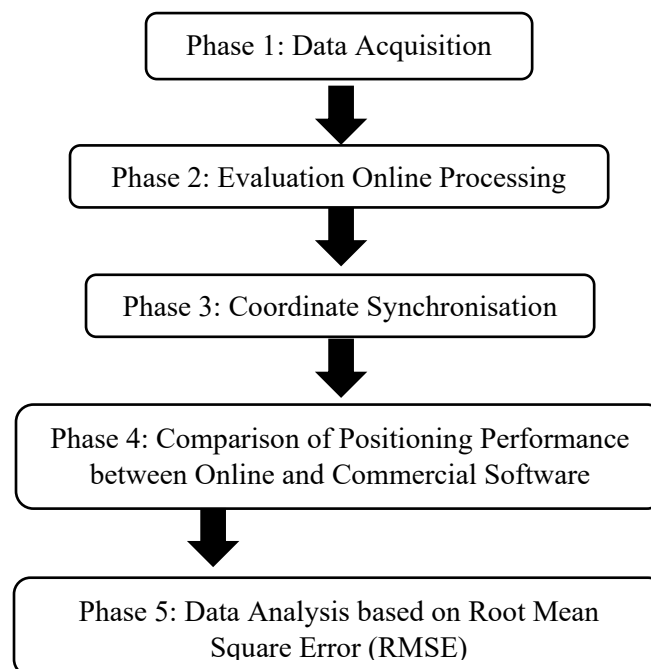 Phase 1: Data Acquisition
Phase 2: Evaluation Online Processing
Phase 3: Coordinate Synchronisation
Phase 4: Comparison of Positioning Performance
between Online and Commercial Software
Phase 5: Data Analysis based on Root Mean
Square Error (RMSE)